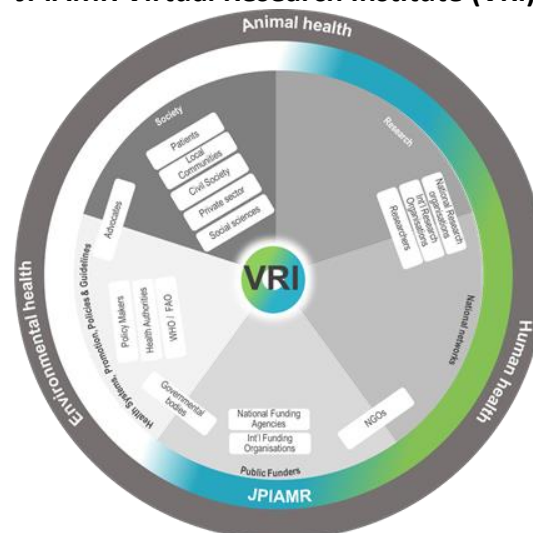 JPIAMR Virtual Research Institute (VRI)
Animal health
Society
Patients
Local
Communities
Civil Society
Private sector
Social sciences
Advocates
Research
National Research
organisations
Int'l Research
Organisations
Researchers
VRI
National networks
Human health
NGOs
National Funding
Agencies
Int'l Funding
Organisations
Public Funders
JPIAMR
Governmental
bodies
Policy Makers
Health Authorities
WHO / FAO
Health Systems, Promotion, Policies & Guidelines
Environmental health